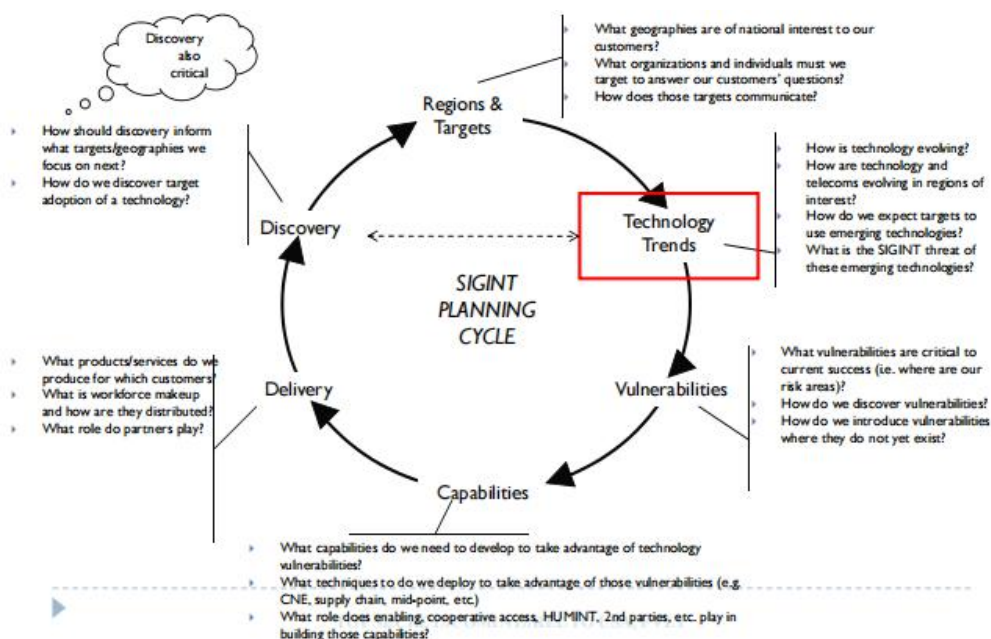 Discovery
also
critical
What geographies are of national interest to our
customers?
What organizations and individuals must we
target to answer our customers' questions?
How does those targets communicate?
Regions &
Targets
How should discovery inform
what targets/geographies we
focus on next?
How do we discover target
adoption of a technology?
How is technology evolving?
How are technology and
telecoms evolving in regions of
interest?
How do we expect targets to
use emerging technologies?
What is the SIGINT threat of
these emerging technologies?
Discovery
Technology
Trends
SIGINT
PLANNING
CYCLE
What products/services do we
produce for which customers?
What is workforce makeup
and how are they distributed?
What role do partners play?
Delivery
Vulnerabilities
What vulnerabilities are critical to
current success (i.e. where are our
risk areas)?
How do we discover vulnerabilities?
How do we introduce vulnerabilities
where they do not yet exist?
Capabilities
What capabilities do we need to develop to take advantage of technology
vulnerabilities?
What techniques to do we deploy to take advantage of those vulnerabilities (e.g.
CNE, supply chain, mid-point, etc.)
What role does enabling, cooperative access, HUMINT, 2nd parties, etc. play in
building those capabilities?